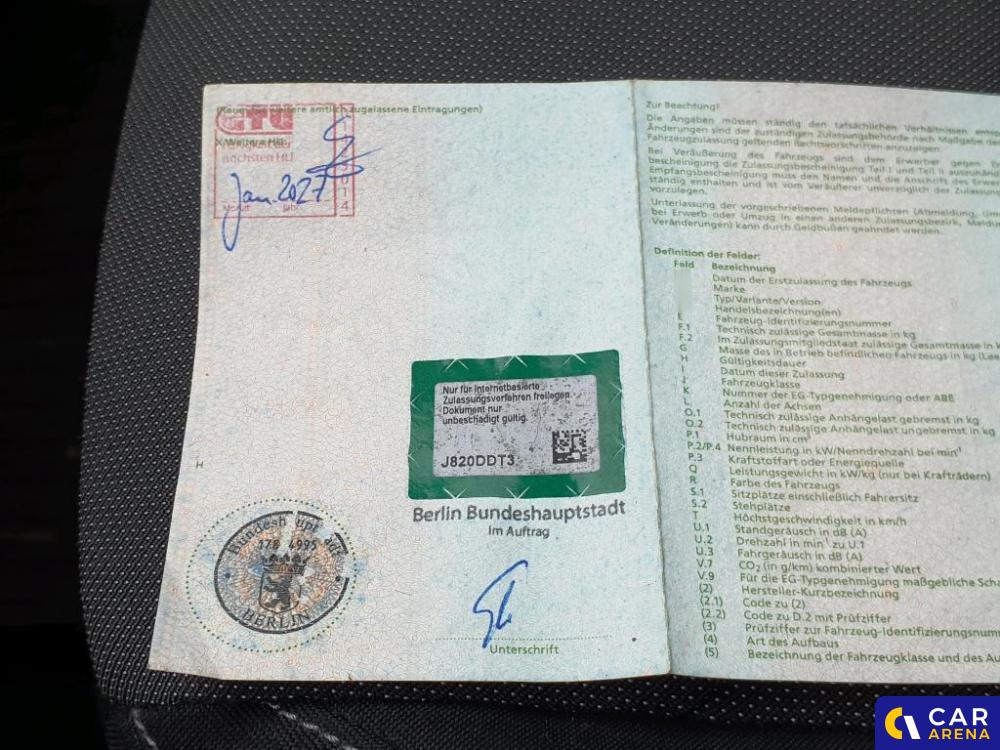 (Raum für weitere amtlich zugelassene Eintragungen)
GTÜ
X) Weitere HU:
nächsten HU
Jan. 2027
Monat Jahr
H
Nur für internetbasierte
Zulassungsverfahren freilegen.
Dokument nur
unbeschädigt gültig.
J820DDT3
Berlin Bundeshauptstadt
Im Auftrag
BERLIN
Unterschrift
Zur Beachtung!
Die Angaben müssen ständig den tatsächlichen Verhältnissen
Änderungen sind der zuständigen Zulassungsbehörde nach Maßgabe
Fahrzeugzulassung geltenden Rechtsvorschriften anzuzeigen.
Bei Veräußerung des Fahrzeugs sind dem Erwerber gegen
bescheinigung die Zulassungsbescheinigung Teil I und Teil II
Empfangsbescheinigung muss den Namen und die Anschrift des
ständig enthalten und ist vom Veräußerer unverzüglich der
vorzulegen.
Unterlassung der vorgeschriebenen Meldepflichten (Abmeldung,
bei Erwerb oder Umzug in einen anderen Zulassungsbezirk,
Veränderungen) kann durch Geldbußen geahndet werden.
Definition der Felder:
Feld Bezeichnung
Datum der Erstzulassung des Fahrzeugs
Marke
Typ/Variante/Version
Handelsbezeichnung(en)
E Fahrzeug-Identifizierungsnummer
F.1 Technisch zulässige Gesamtmasse in kg
F.2 Im Zulassungsmitgliedstaat zulässige Gesamtmasse in
G Masse des in Betrieb befindlichen Fahrzeugs in kg
H Gültigkeitsdauer
I Datum dieser Zulassung
J Fahrzeugklasse
K Nummer der EG-Typgenehmigung oder ABE
L Anzahl der Achsen
O.1 Technisch zulässige Anhängelast gebremst in kg
O.2 Technisch zulässige Anhängelast ungebremst in kg
P.1 Hubraum in cm³
P.2/P.4 Nennleistung in kW/Nenndrehzahl bei min⁻¹
P.3 Kraftstoffart oder Energiequelle
Q Leistungsgewicht in kW/kg (nur bei Krafträdern)
R Farbe des Fahrzeugs
S.1 Sitzplätze einschließlich Fahrersitz
S.2 Stehplätze
T Höchstgeschwindigkeit in km/h
U.1 Standgeräusch in dB (A)
U.2 Drehzahl in min⁻¹ zu U.1
U.3 Fahrgeräusch in dB (A)
V.7 CO₂ (in g/km) kombinierter Wert
V.9 Für die EG-Typgenehmigung maßgebliche
(2) Hersteller-Kurzbezeichnung
(2.1) Code zu (2)
(2.2) Code zu D.2 mit Prüfziffer
(3) Prüfziffer zur Fahrzeug-Identifizierungsnum
(4) Art des Aufbaus
(5) Bezeichnung der Fahrzeugklasse und des
CAR
ARENA